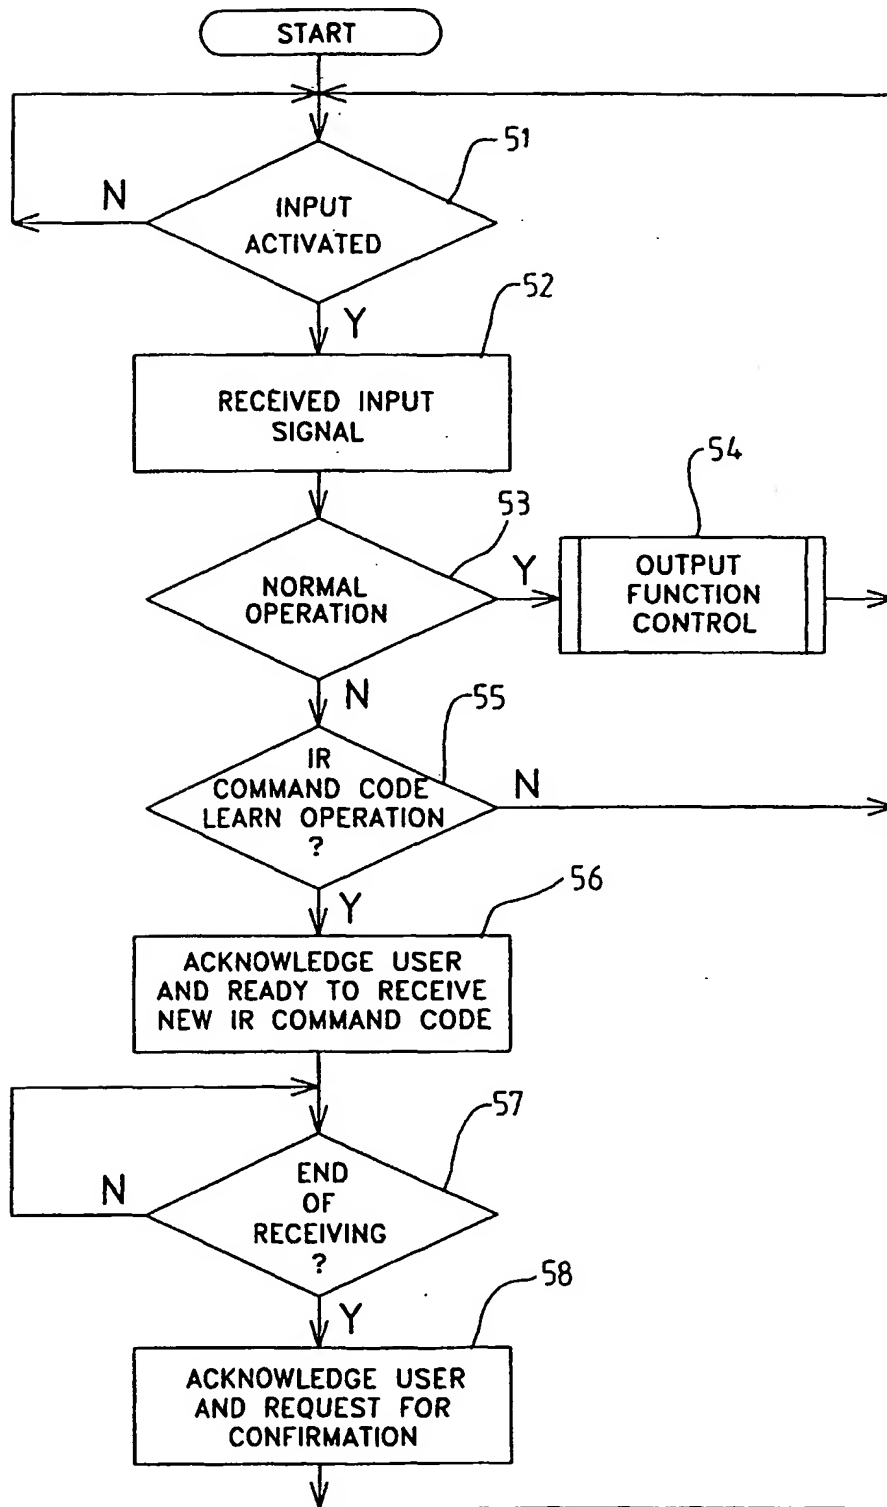 START
51
N
INPUT
ACTIVATED
52
Y
RECEIVED INPUT
SIGNAL
53
54
NORMAL
OPERATION
Y
OUTPUT
FUNCTION
CONTROL
N
55
IR
COMMAND CODE
LEARN OPERATION
?
N
56
Y
ACKNOWLEDGE USER
AND READY TO RECEIVE
NEW IR COMMAND CODE
57
N
END
OF
RECEIVING
?
58
Y
ACKNOWLEDGE USER
AND REQUEST FOR
CONFIRMATION